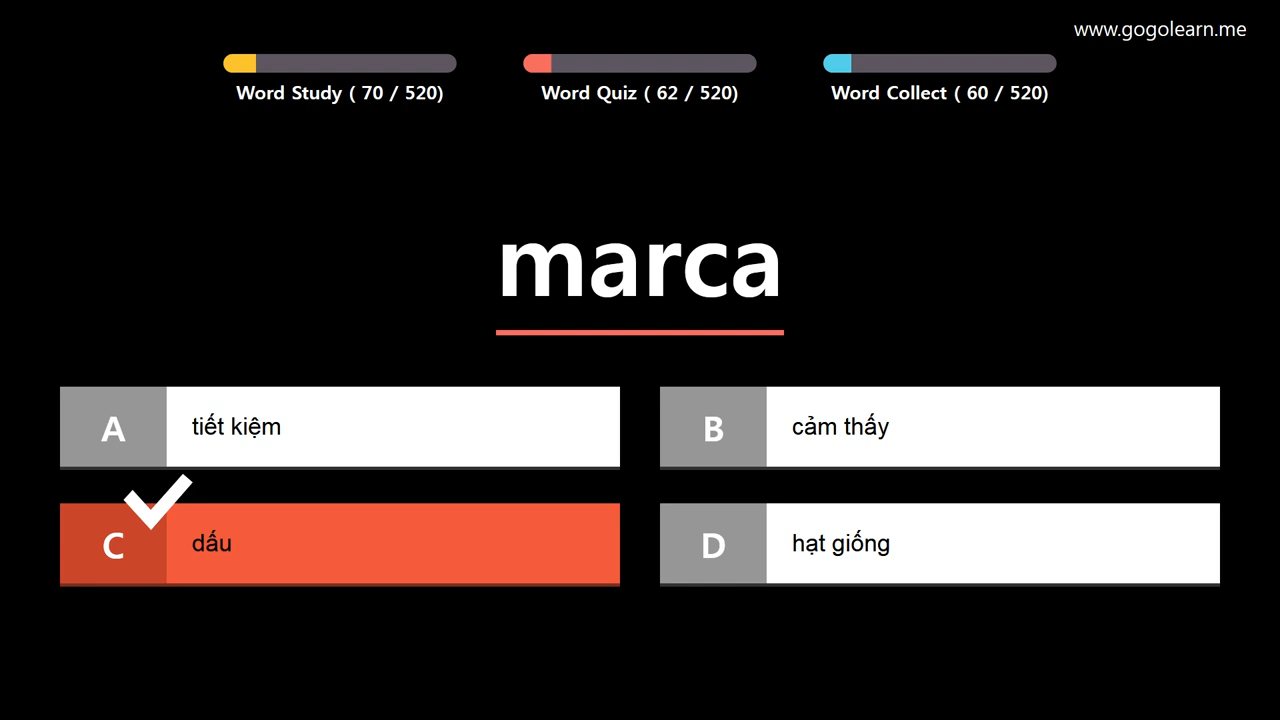 www.gogolearn.me
Word Study ( 70 / 520)
Word Quiz ( 62 / 520)
Word Collect ( 60 / 520)
marca
A tiết kiệm
B cảm thấy
C dấu
D hạt giống